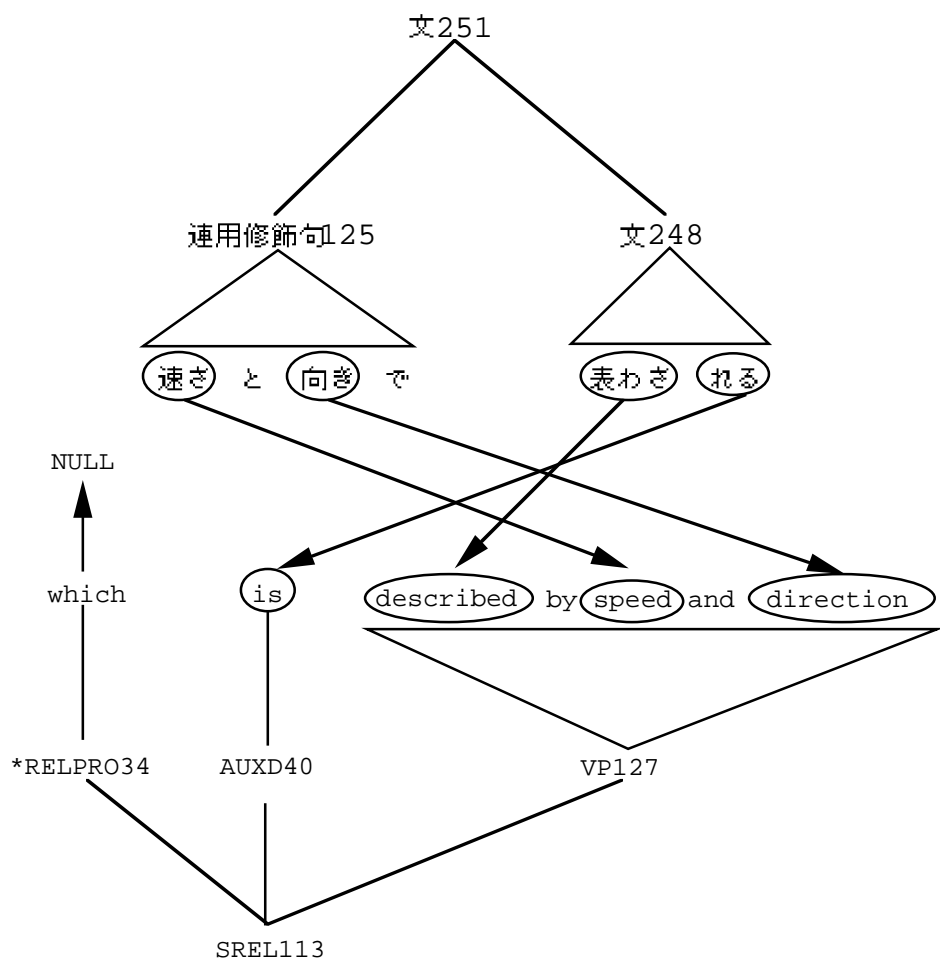 文251
連用修飾句125 文248
速さ と 向き で 表わさ れる
NULL
which is described by speed and direction
*RELPRO34 AUXD40 VP127
SREL113